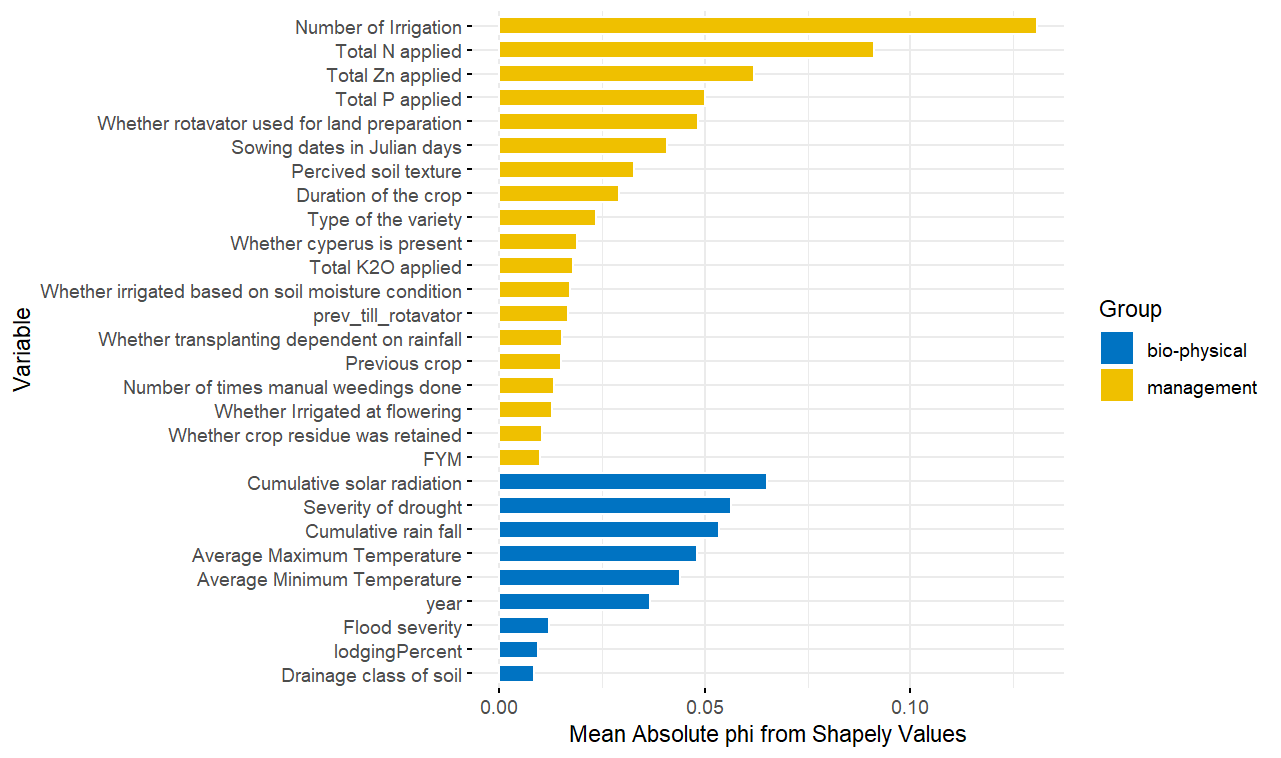 Number of Irrigation
Total N applied
Total Zn applied
Total P applied
Whether rotavator used for land preparation
Sowing dates in Julian days
Percived soil texture
Duration of the crop
Type of the variety
Whether cyperus is present
Total K2O applied
Whether irrigated based on soil moisture condition
prev_till_rotavator
Whether transplanting dependent on rainfall
Previous crop
Number of times manual weedings done
Whether Irrigated at flowering
Whether crop residue was retained
FYM
Cumulative solar radiation
Severity of drought
Cumulative rain fall
Average Maximum Temperature
Average Minimum Temperature
year
Flood severity
lodgingPercent
Drainage class of soil
Variable
0.00 0.05 0.10
Mean Absolute phi from Shapely Values
Group
bio-physical
management